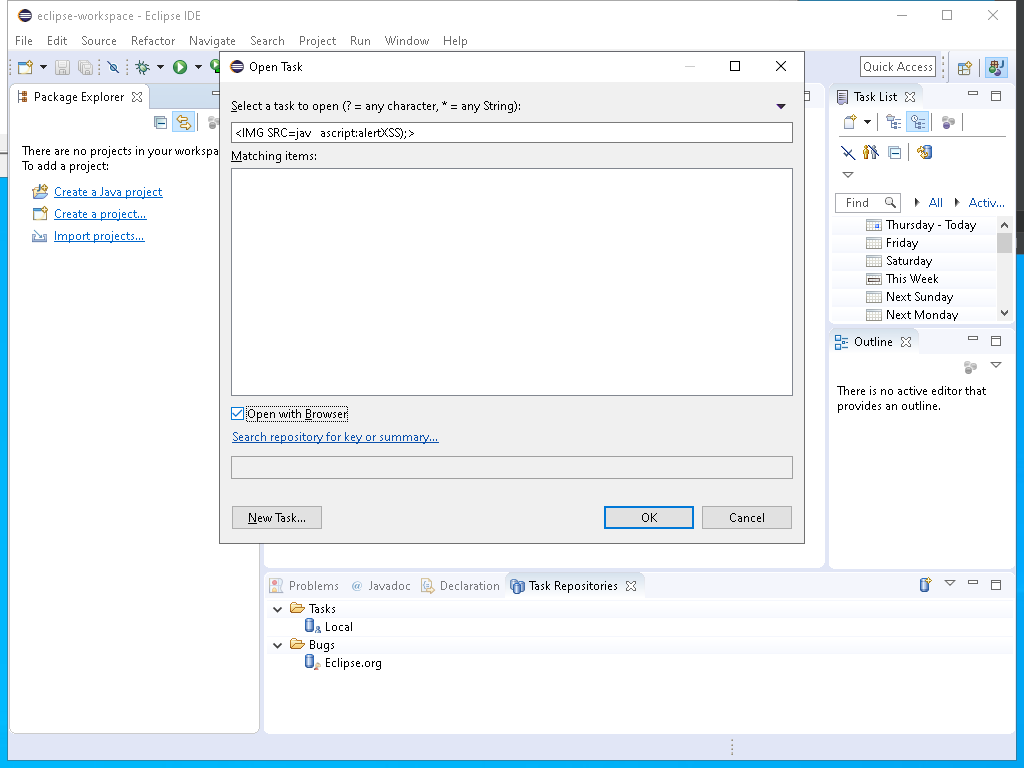 eclipse-workspace - Eclipse IDE
File Edit Source Refactor Navigate Search Project Run Window Help
Quick Access
Package Explorer
There are no projects in your workspa
To add a project:
Create a Java project
Create a project...
Import projects...
Open Task
Select a task to open (? = any character, * = any String):
<IMG SRC=jav   ascript:alertXSS);>
Matching items:
Open with Browser
Search repository for key or summary...
New Task...
OK
Cancel
Task List
Find
All
Activ...
Thursday - Today
Friday
Saturday
This Week
Next Sunday
Next Monday
Outline
There is no active editor that
provides an outline.
Problems @ Javadoc Declaration Task Repositories
Tasks
Local
Bugs
Eclipse.org